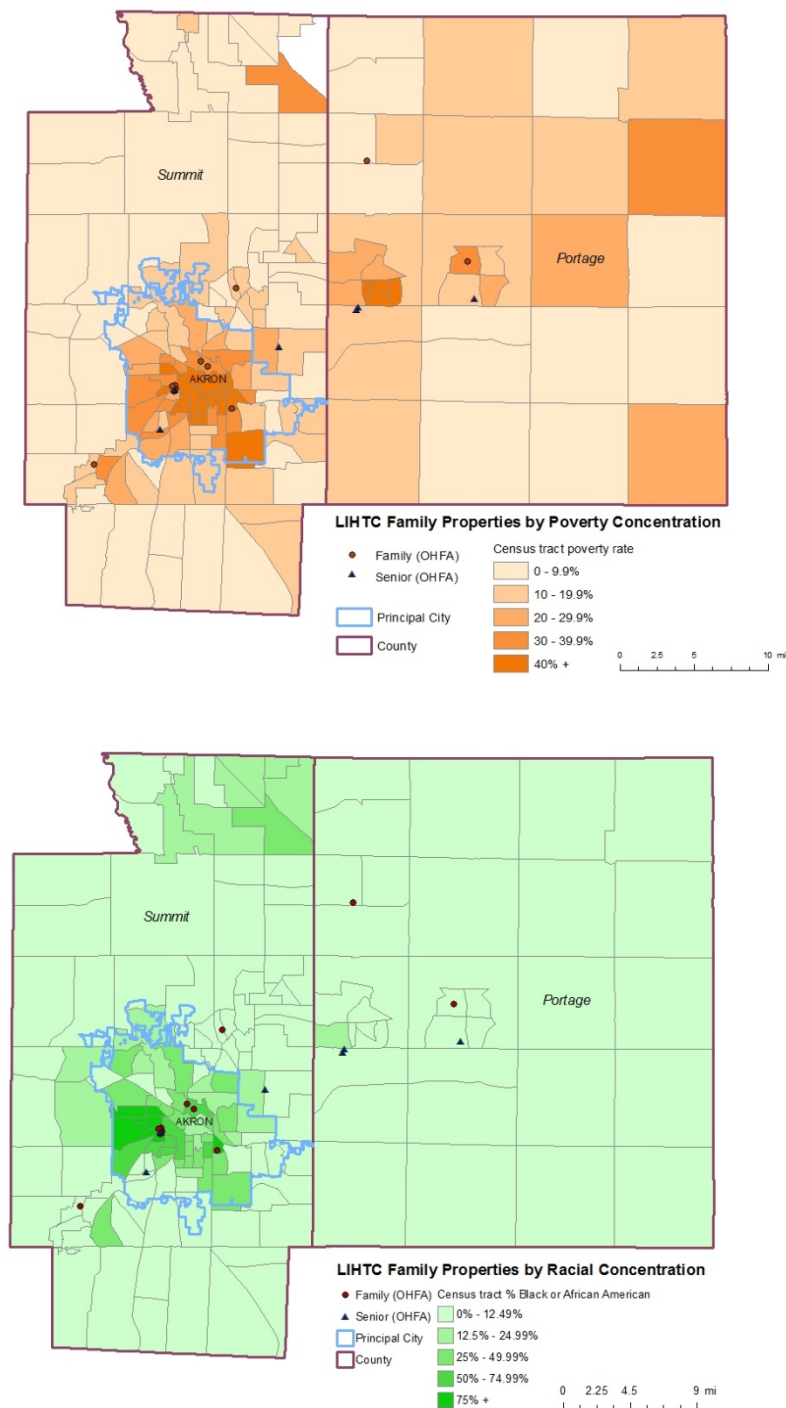 Summit
Portage
AKRON
LIHTC Family Properties by Poverty Concentration
Family (OHFA)
Senior (OHFA)
Principal City
County
Census tract poverty rate
0 - 9.9%
10 - 19.9%
20 - 29.9%
30 - 39.9%
40% +
0 2.5 5 10 mi
Summit
Portage
AKRON
LIHTC Family Properties by Racial Concentration
Family (OHFA)
Senior (OHFA)
Principal City
County
Census tract % Black or African American
0% - 12.49%
12.5% - 24.99%
25% - 49.99%
50% - 74.99%
75% +
0 2.25 4.5 9 mi